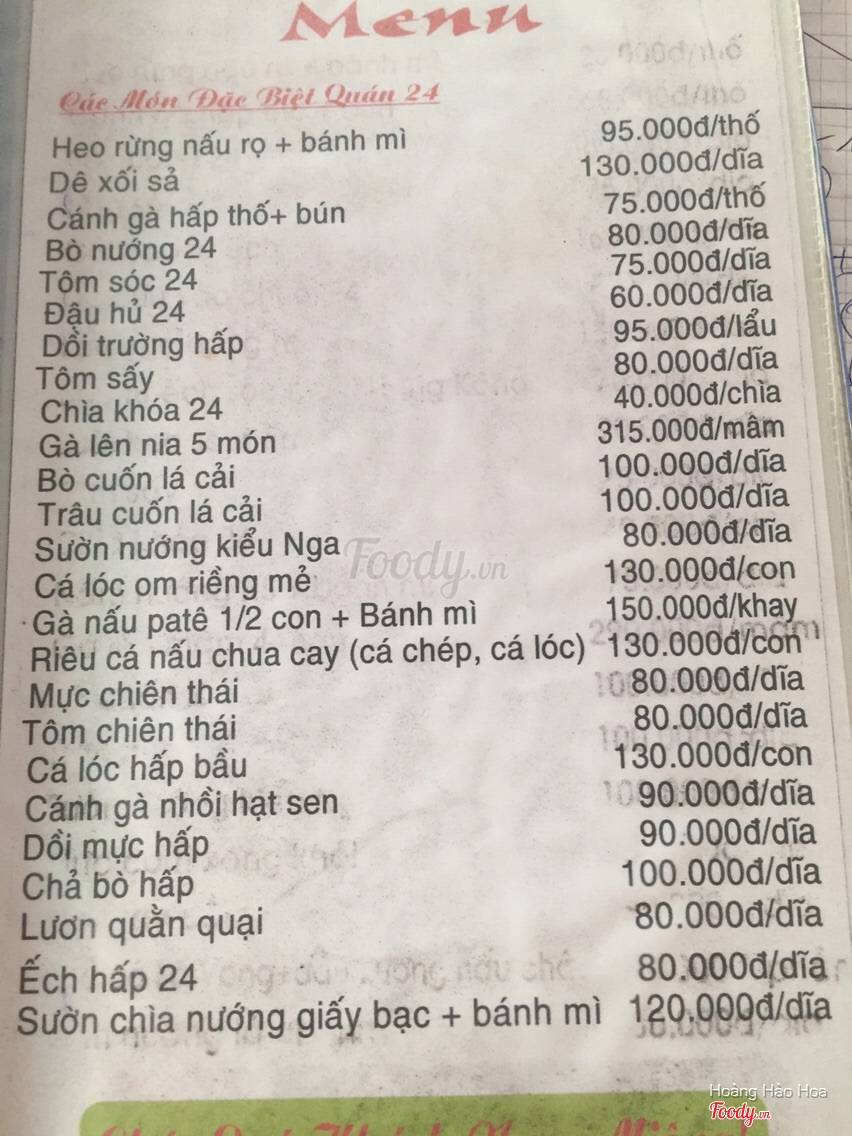 Menu
Các Món Đặc Biệt Quán 24
Heo rừng nấu rọ + bánh mì 95.000đ/thố
Dê xối sả 130.000đ/dĩa
Cánh gà hấp thố+ bún 75.000đ/thố
Bò nướng 24 80.000đ/dĩa
Tôm sóc 24 75.000đ/dĩa
Đậu hủ 24 60.000đ/dĩa
Dồi trường hấp 95.000đ/lẩu
Tôm sấy 80.000đ/dĩa
Chìa khóa 24 40.000đ/chìa
Gà lên nia 5 món 315.000đ/mâm
Bò cuốn lá cải 100.000đ/dĩa
Trâu cuốn lá cải 100.000đ/dĩa
Sườn nướng kiểu Nga 80.000đ/dĩa
Cá lóc om riềng mẻ 130.000đ/con
Gà nấu patê 1/2 con + Bánh mì 150.000đ/khay
Riêu cá nấu chua cay (cá chép, cá lóc) 130.000đ/con
Mực chiên thái 80.000đ/dĩa
Tôm chiên thái 80.000đ/dĩa
Cá lóc hấp bầu 130.000đ/con
Cánh gà nhồi hạt sen 90.000đ/dĩa
Dồi mực hấp 90.000đ/dĩa
Chả bò hấp 100.000đ/dĩa
Lươn quằn quại 80.000đ/dĩa
Ếch hấp 24 80.000đ/dĩa
Sườn chìa nướng giấy bạc + bánh mì 120.000đ/dĩa
Foody.vn
Hoàng Hảo Hoa
Foody.vn